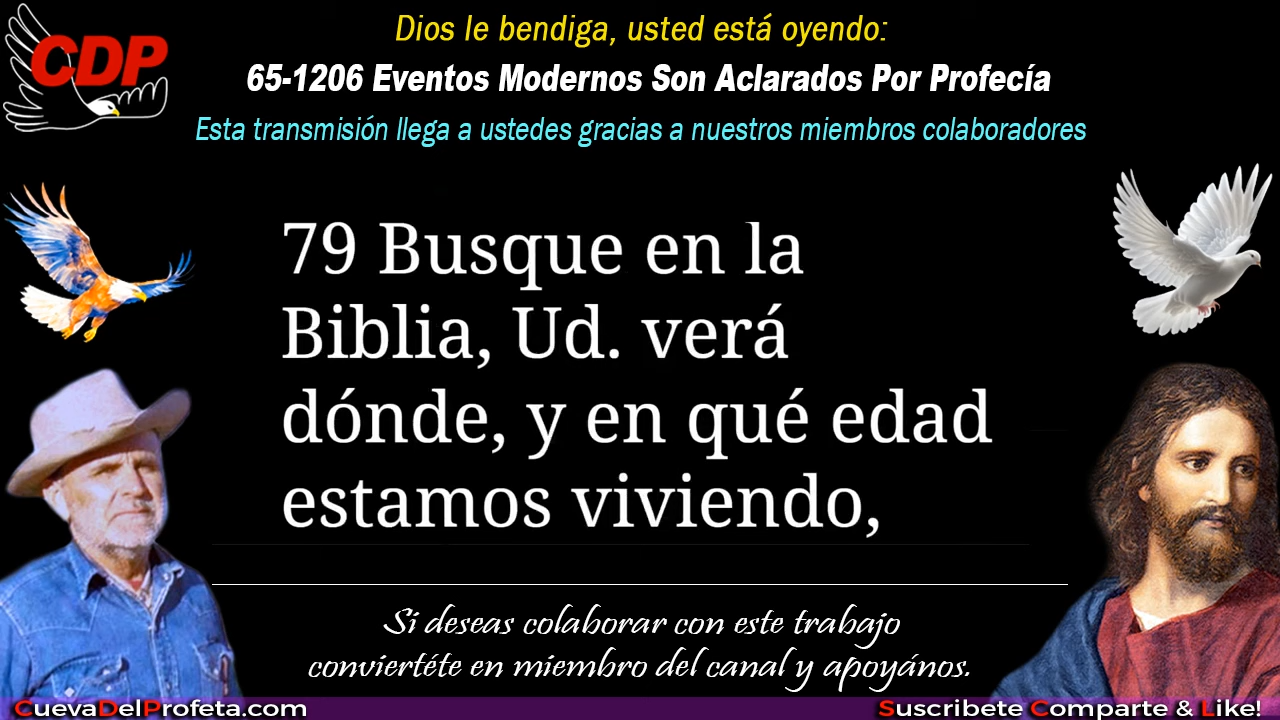 CDP
Dios le bendiga, usted está oyendo:
65-1206 Eventos Modernos Son Aclarados Por Profecía
Esta transmisión llega a ustedes gracias a nuestros miembros colaboradores
79 Busque en la
Biblia, Ud. verá
dónde, y en qué edad
estamos viviendo,
Si deseas colaborar con este trabajo
conviertéte en miembro del canal y apoyános.
CuevaDelProfeta.com
Suscribete Comparte & Like!